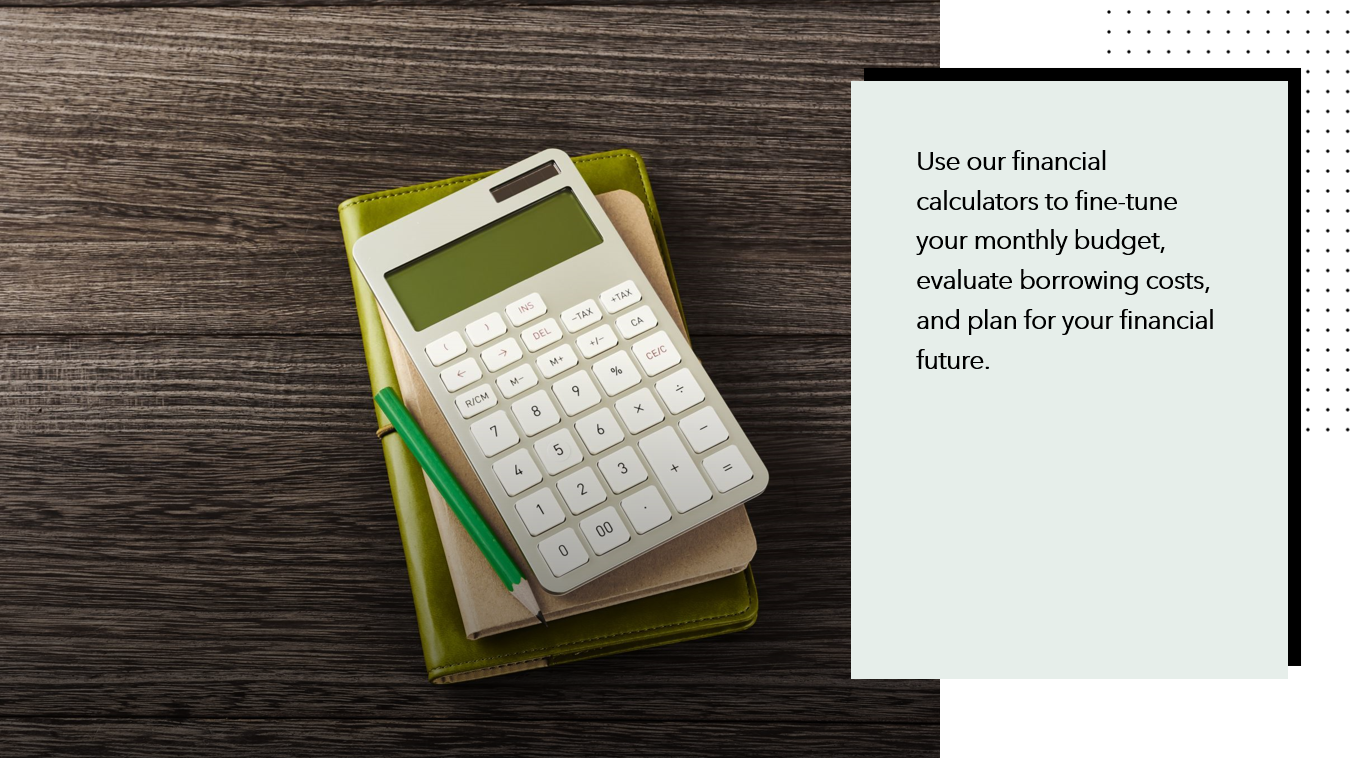 Use our financial
calculators to fine-tune
your monthly budget,
evaluate borrowing costs,
and plan for your financial
future.
( ) INS -TAX +TAX
← → DEL +/- CA
R/CM M- M+ CE/C
7 8 9 % ÷
4 5 6 × −
1 2 3 + =
0 00 .